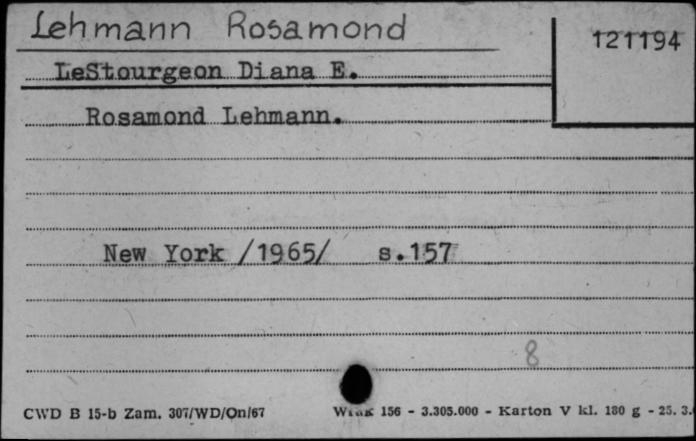 Lehmann Rosamond
121194
LeStourgeon Diana E.
Rosamond Lehmann.
New York /1965/ s.157
8
CWD B 15-b Zam. 307/WD/On/67 156 - 3.305.000 - Karton V kl. 180 g - 25. 3.